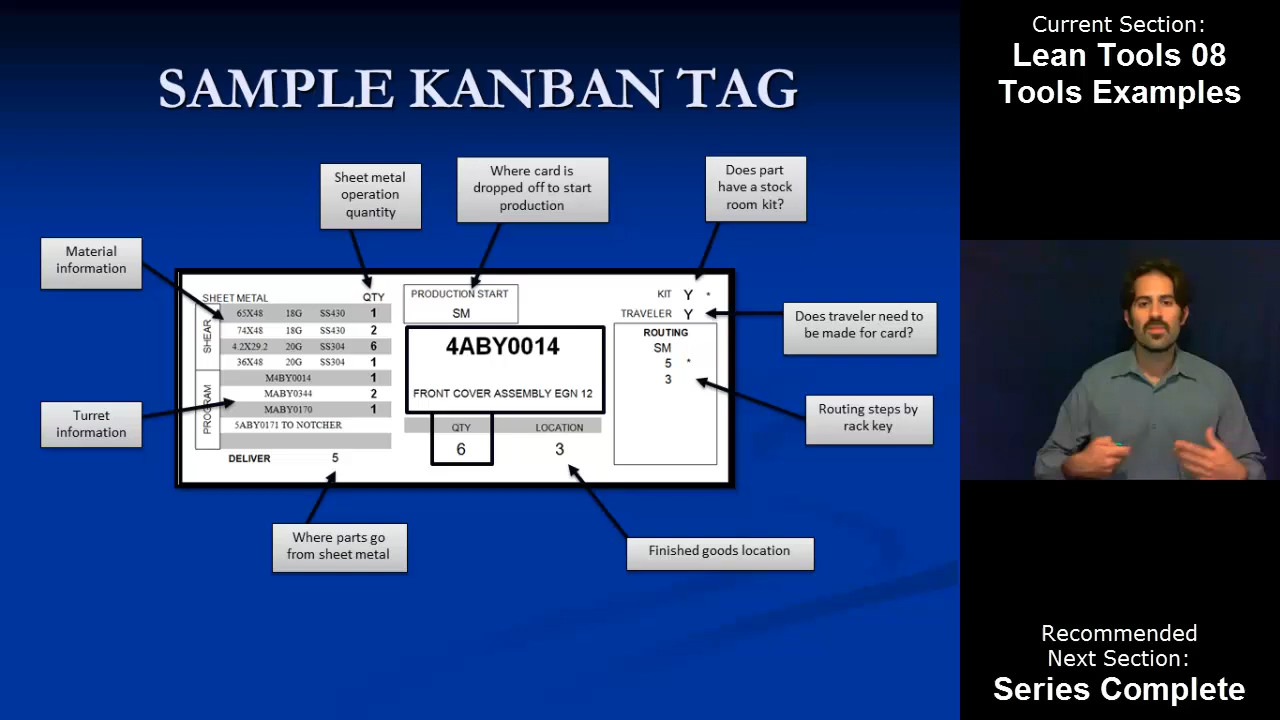 SAMPLE KANBAN TAG
Sheet metal
operation
quantity
Where card is
dropped off to start
production
Does part
have a stock
room kit?
Material
information
SHEET METAL
QTY
SHEAR
65X48 18G SS430 1
74X48 18G SS430 2
4.2X29.2 20G SS304 6
36X48 20G SS304 1
PROGRAM
M4BY0014 1
MABY0344 2
MABY0170 1
5ABY0171 TO NOTCHER
DELIVER 5
PRODUCTION START
SM
4ABY0014
FRONT COVER ASSEMBLY EGN 12
QTY
6
LOCATION
3
KIT Y *
TRAVELER Y
ROUTING
SM
5 *
3
Does traveler need to
be made for card?
Turret
information
Routing steps by
rack key
Where parts go
from sheet metal
Finished goods location
Current Section:
Lean Tools 08
Tools Examples
Recommended
Next Section:
Series Complete